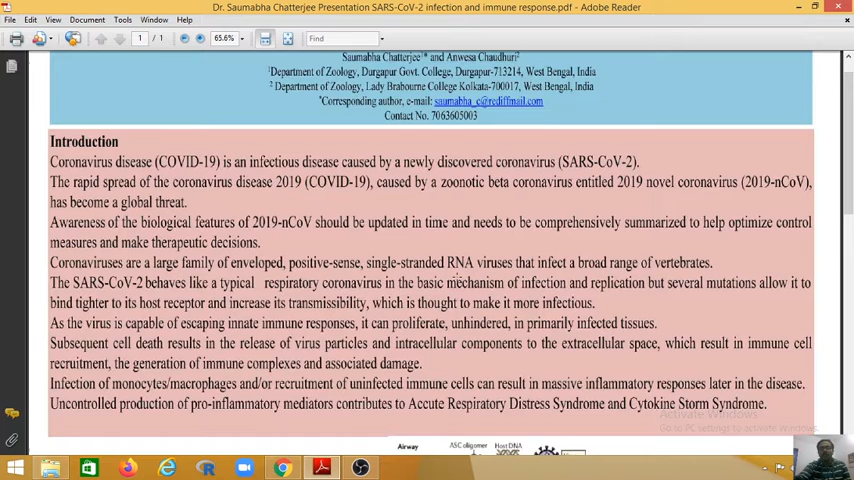 Dr. Saumabha Chatterjee Presentation SARS-CoV-2 infection and immune response.pdf - Adobe Reader
File Edit View Document Tools Window Help
1 / 1 65.6% Find
Saumabha Chatterjee¹* and Anwesa Chaudhuri²
¹Department of Zoology, Durgapur Govt. College, Durgapur-713214, West Bengal, India
² Department of Zoology, Lady Brabourne College Kolkata-700017, West Bengal, India
*Corresponding author, e-mail: saumabha_c@rediffmail.com
Contact No. 7063605003
Introduction
Coronavirus disease (COVID-19) is an infectious disease caused by a newly discovered coronavirus (SARS-CoV-2).
The rapid spread of the coronavirus disease 2019 (COVID-19), caused by a zoonotic beta coronavirus entitled 2019 novel coronavirus (2019-nCoV),
has become a global threat.
Awareness of the biological features of 2019-nCoV should be updated in time and needs to be comprehensively summarized to help optimize control
measures and make therapeutic decisions.
Coronaviruses are a large family of enveloped, positive-sense, single-stranded RNA viruses that infect a broad range of vertebrates.
The SARS-CoV-2 behaves like a typical respiratory coronavirus in the basic mechanism of infection and replication but several mutations allow it to
bind tighter to its host receptor and increase its transmissibility, which is thought to make it more infectious.
As the virus is capable of escaping innate immune responses, it can proliferate, unhindered, in primarily infected tissues.
Subsequent cell death results in the release of virus particles and intracellular components to the extracellular space, which result in immune cell
recruitment, the generation of immune complexes and associated damage.
Infection of monocytes/macrophages and/or recruitment of uninfected immune cells can result in massive inflammatory responses later in the disease.
Uncontrolled production of pro-inflammatory mediators contributes to Accute Respiratory Distress Syndrome and Cytokine Storm Syndrome.
Activate Windows
Go to PC settings to activate Windows.
Airway ASC oligomer Host DNA